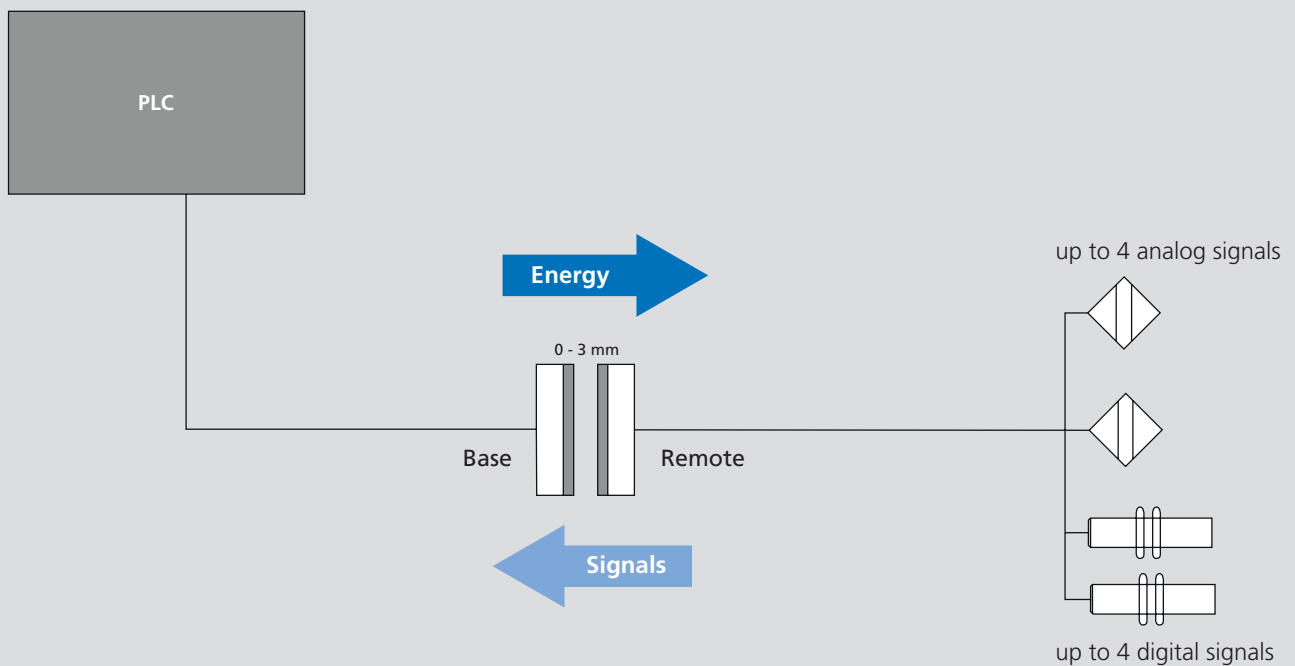 PLC
up to 4 analog signals
Energy
0 - 3 mm
Base
Remote
Signals
up to 4 digital signals